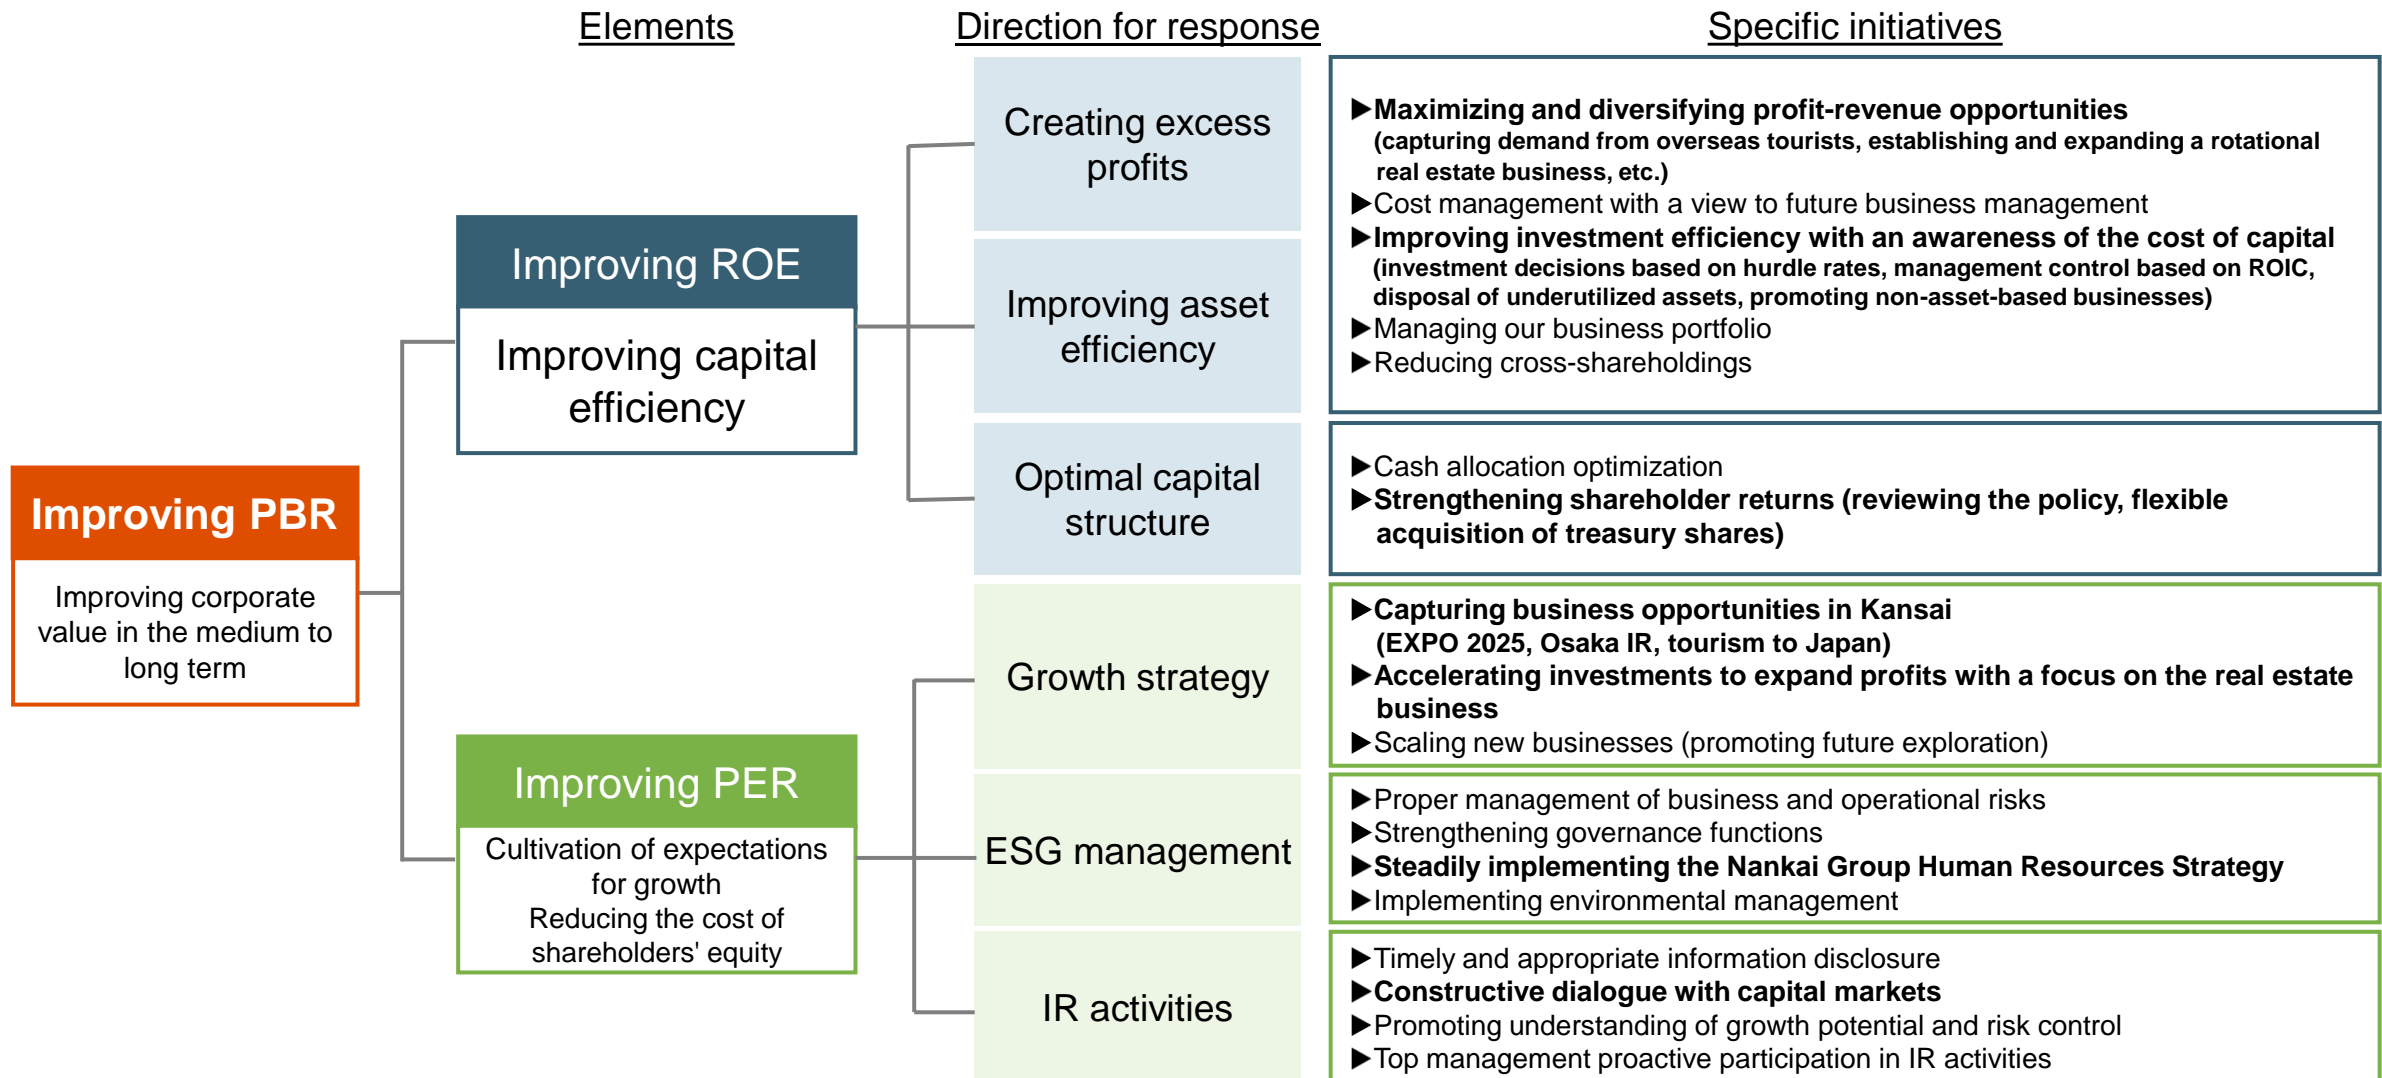 Elements
Direction for response
Specific initiatives
Improving PBR
Improving corporate
value in the medium to
long term
Improving ROE
Improving capital
efficiency
Creating excess
profits
Improving asset
efficiency
▶Maximizing and diversifying profit-revenue opportunities
(capturing demand from overseas tourists, establishing and expanding a rotational
real estate business, etc.)
▶Cost management with a view to future business management
▶Improving investment efficiency with an awareness of the cost of capital
(investment decisions based on hurdle rates, management control based on ROIC,
disposal of underutilized assets, promoting non-asset-based businesses)
▶Managing our business portfolio
▶Reducing cross-shareholdings
Optimal capital
structure
▶Cash allocation optimization
▶Strengthening shareholder returns (reviewing the policy, flexible
acquisition of treasury shares)
Improving PER
Cultivation of expectations
for growth
Reducing the cost of
shareholders' equity
Growth strategy
▶Capturing business opportunities in Kansai
(EXPO 2025, Osaka IR, tourism to Japan)
▶Accelerating investments to expand profits with a focus on the real estate
business
▶Scaling new businesses (promoting future exploration)
ESG management
▶Proper management of business and operational risks
▶Strengthening governance functions
▶Steadily implementing the Nankai Group Human Resources Strategy
▶Implementing environmental management
IR activities
▶Timely and appropriate information disclosure
▶Constructive dialogue with capital markets
▶Promoting understanding of growth potential and risk control
▶Top management proactive participation in IR activities